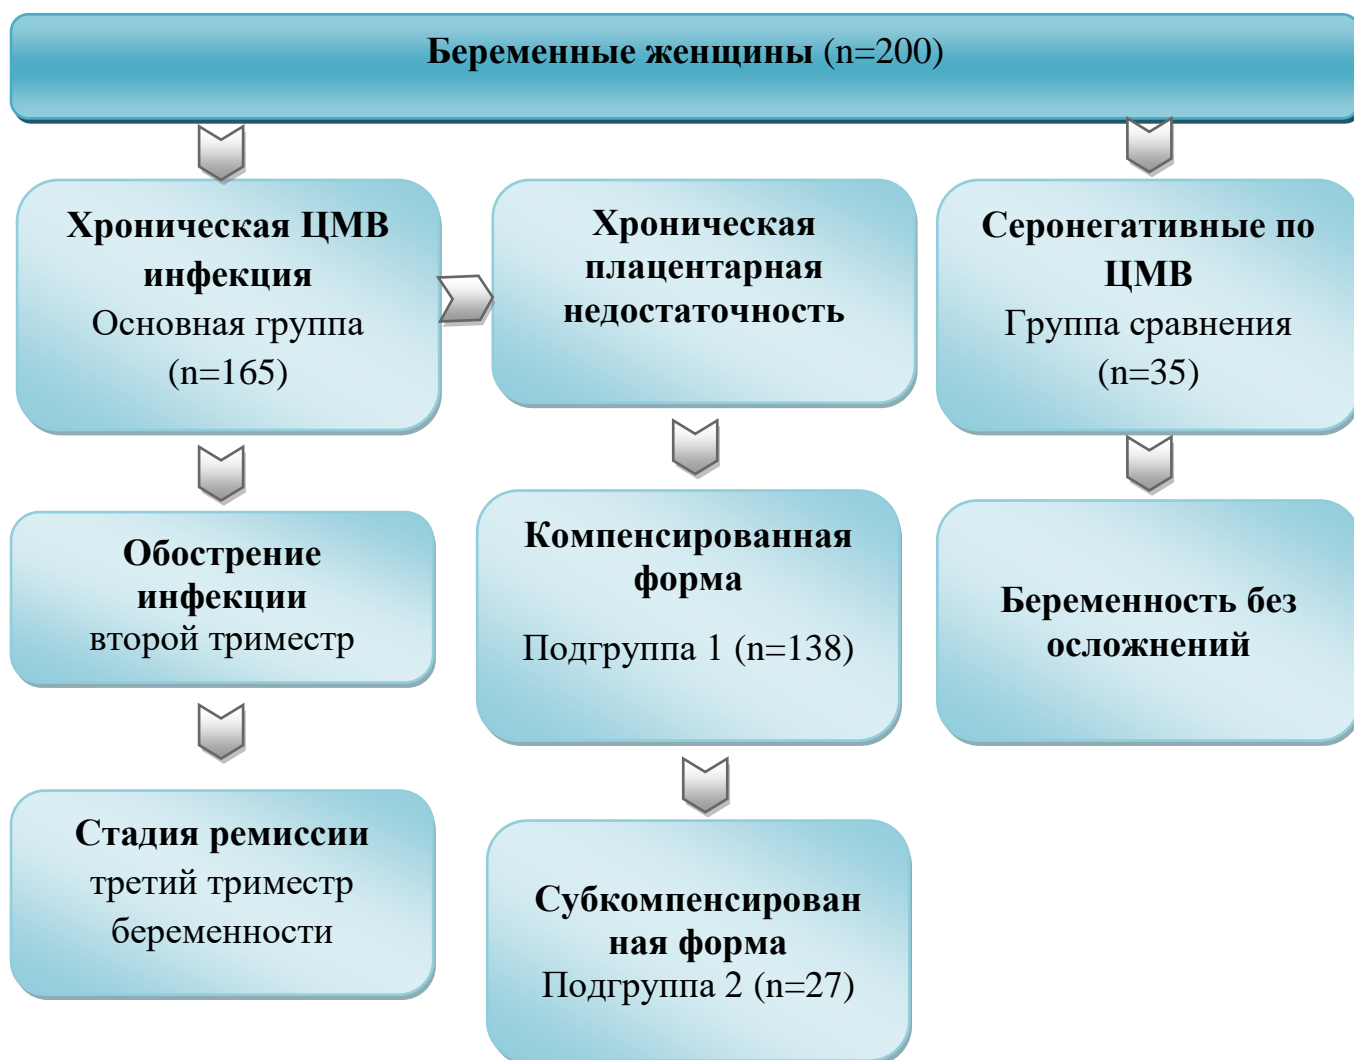 Беременные женщины (n=200)
Хроническая ЦМВ
инфекция
Основная группа
(n=165)
Хроническая
плацентарная
недостаточность
Серонегативные по
ЦМВ
Группа сравнения
(n=35)
Обострение
инфекции
второй триместр
Компенсированная
форма
Подгруппа 1 (n=138)
Беременность без
осложнений
Стадия ремиссии
третий триместр
беременности
Субкомпенсирован
ная форма
Подгруппа 2 (n=27)